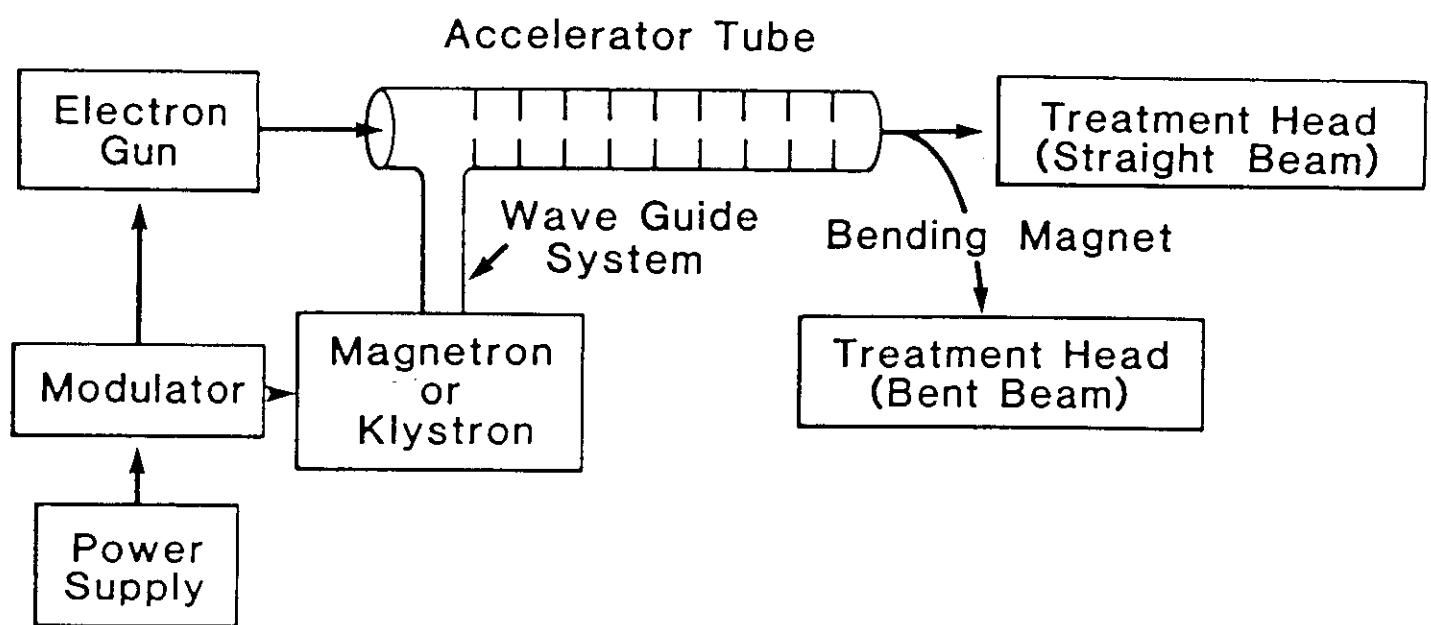 Accelerator Tube
Electron
Gun
Treatment Head
(Straight Beam)
Wave Guide
System
Bending Magnet
Modulator
Magnetron
or
Klystron
Treatment Head
(Bent Beam)
Power
Supply